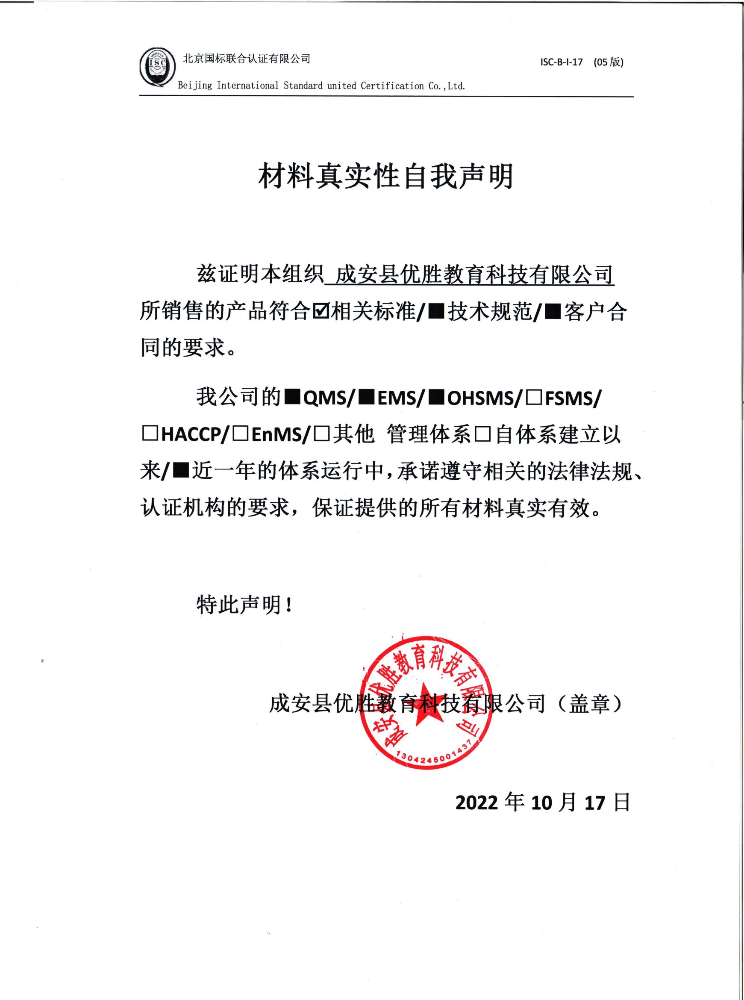 ISC
北京国标联合认证有限公司
ISC-B-I-17 (05版)
Beijing International Standard united Certification Co.,Ltd.
材料真实性自我声明
兹证明本组织 成安县优胜教育科技有限公司
所销售的产品符合☑相关标准/■技术规范/■客户合
同的要求。
我公司的■QMS/■EMS/■OHSMS/□FSMS/
□HACCP/□EnMS/□其他 管理体系□自体系建立以
来/■近一年的体系运行中,承诺遵守相关的法律法规、
认证机构的要求，保证提供的所有材料真实有效。
特此声明！
成安县优胜教育科技有限公司
成安县优胜教育科技有限公司（盖章）
1304245001437
2022 年 10 月 17 日